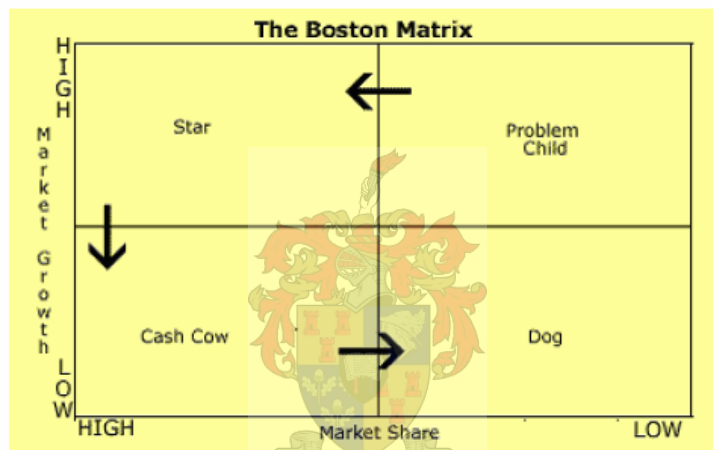 The Boston Matrix
HIGH
Market Growth
LOW
Star
Problem
Child
Cash Cow
Dog
HIGH
Market Share
LOW